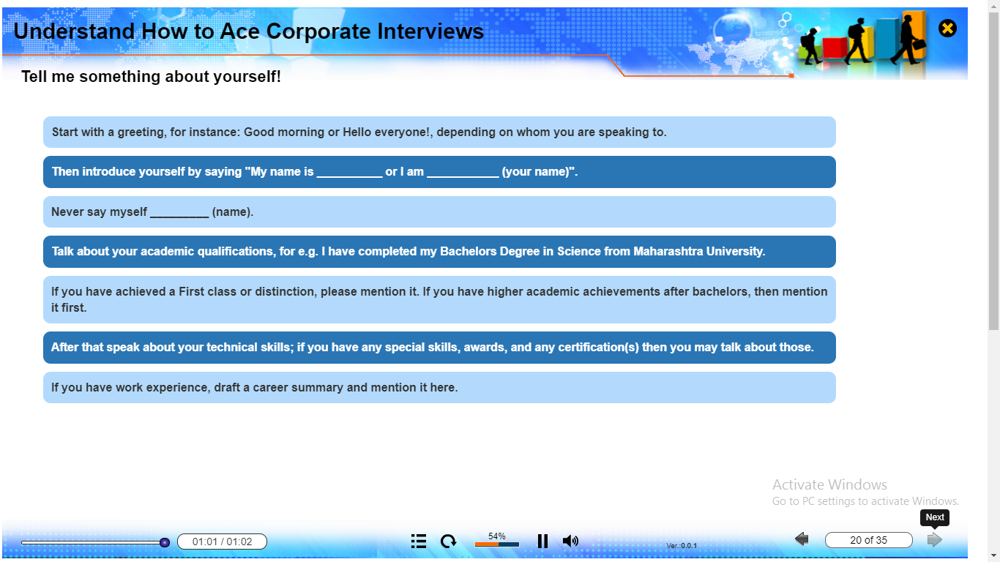 Understand How to Ace Corporate Interviews
Tell me something about yourself!
Start with a greeting, for instance: Good morning or Hello everyone!, depending on whom you are speaking to.
Then introduce yourself by saying "My name is __________ or I am ___________ (your name)".
Never say myself _________ (name).
Talk about your academic qualifications, for e.g. I have completed my Bachelors Degree in Science from Maharashtra University.
If you have achieved a First class or distinction, please mention it. If you have higher academic achievements after bachelors, then mention
it first.
After that speak about your technical skills; if you have any special skills, awards, and any certification(s) then you may talk about those.
If you have work experience, draft a career summary and mention it here.
Activate Windows
Go to PC settings to activate Windows.
Next
01:01 / 01:02
54%
Ver.:0.0.1
20 of 35